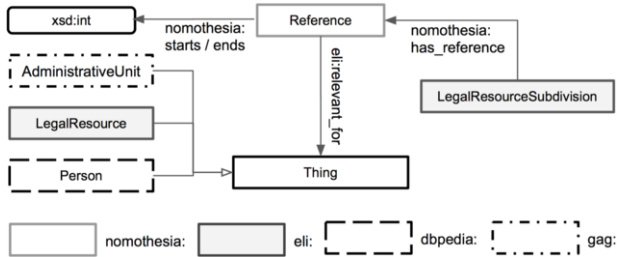 xsd:int
nomothesia:
starts / ends
Reference
nomothesia:
has_reference
AdministrativeUnit
eli:relevant_for
LegalResource
LegalResourceSubdivision
Person
Thing
nomothesia:
eli:
dbpedia:
gag: